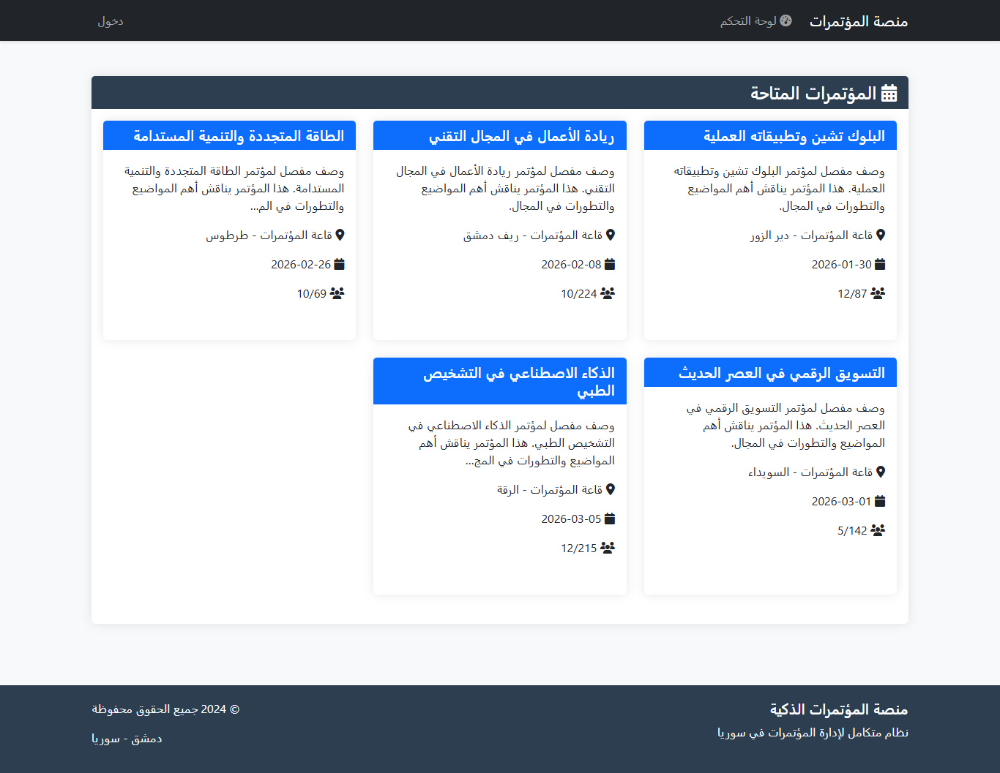 منصة المؤتمرات
لوحة التحكم
دخول
المؤتمرات المتاحة
البلوك تشين وتطبيقاته العملية
وصف مفصل لمؤتمر البلوك تشين وتطبيقاته
العملية. هذا المؤتمر يناقش أهم المواضيع
والتطورات في المجال.
قاعة المؤتمرات - دير الزور
2026-01-30
12/87
ريادة الأعمال في المجال التقني
وصف مفصل لمؤتمر ريادة الأعمال في المجال
التقني. هذا المؤتمر يناقش أهم المواضيع
والتطورات في المجال.
قاعة المؤتمرات - ريف دمشق
2026-02-08
10/224
الطاقة المتجددة والتنمية المستدامة
وصف مفصل لمؤتمر الطاقة المتجددة والتنمية
المستدامة. هذا المؤتمر يناقش أهم المواضيع
والتطورات في الم...
قاعة المؤتمرات - طرطوس
2026-02-26
10/69
التسويق الرقمي في العصر الحديث
وصف مفصل لمؤتمر التسويق الرقمي في
العصر الحديث. هذا المؤتمر يناقش أهم
المواضيع والتطورات في المجال.
قاعة المؤتمرات - السويداء
2026-03-01
5/142
الذكاء الاصطناعي في التشخيص
الطبي
وصف مفصل لمؤتمر الذكاء الاصطناعي في
التشخيص الطبي. هذا المؤتمر يناقش أهم
المواضيع والتطورات في المج...
قاعة المؤتمرات - الرقة
2026-03-05
12/215
منصة المؤتمرات الذكية
نظام متكامل لإدارة المؤتمرات في سوريا
© 2024 جميع الحقوق محفوظة
دمشق - سوريا